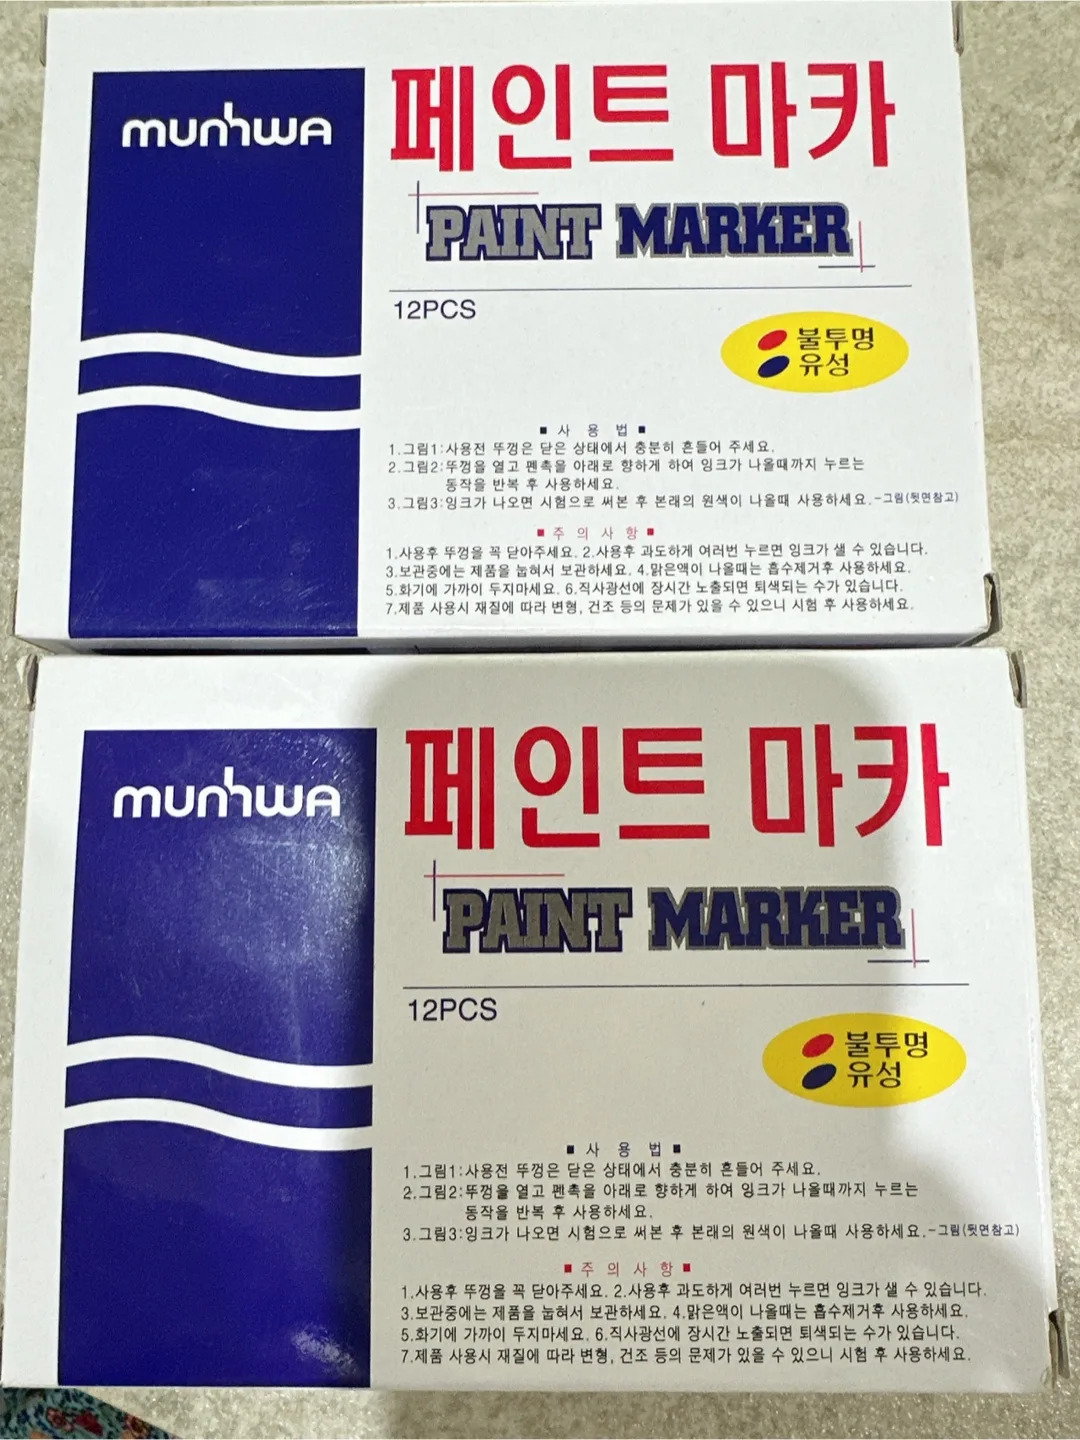 munhwa
페인트 마카
PAINT MARKER
12PCS
불투명
유성
■ 사 용 법 ■
1.그림1:사용전 뚜껑은 닫은 상태에서 충분히 흔들어 주세요.
2.그림2:뚜껑을 열고 펜촉을 아래로 향하게 하여 잉크가 나올때까지 누르는
동작을 반복 후 사용하세요.
3.그림3:잉크가 나오면 시험으로 써본 후 본래의 원색이 나올때 사용하세요.-그림(뒷면참고)
■ 주 의 사 항 ■
1.사용후 뚜껑을 꼭 닫아주세요. 2.사용후 과도하게 여러번 누르면 잉크가 샐 수 있습니다.
3.보관중에는 제품을 눕혀서 보관하세요. 4.맑은액이 나올때는 흡수제거후 사용하세요.
5.화기에 가까이 두지마세요. 6.직사광선에 장시간 노출되면 퇴색되는 수가 있습니다.
7.제품 사용시 재질에 따라 변형, 건조 등의 문제가 있을 수 있으니 시험 후 사용하세요.
munhwa
페인트 마카
PAINT MARKER
12PCS
불투명
유성
■ 사 용 법 ■
1.그림1:사용전 뚜껑은 닫은 상태에서 충분히 흔들어 주세요.
2.그림2:뚜껑을 열고 펜촉을 아래로 향하게 하여 잉크가 나올때까지 누르는
동작을 반복 후 사용하세요.
3.그림3:잉크가 나오면 시험으로 써본 후 본래의 원색이 나올때 사용하세요.-그림(뒷면참고)
■ 주 의 사 항 ■
1.사용후 뚜껑을 꼭 닫아주세요. 2.사용후 과도하게 여러번 누르면 잉크가 샐 수 있습니다.
3.보관중에는 제품을 눕혀서 보관하세요. 4.맑은액이 나올때는 흡수제거후 사용하세요.
5.화기에 가까이 두지마세요. 6.직사광선에 장시간 노출되면 퇴색되는 수가 있습니다.
7.제품 사용시 재질에 따라 변형, 건조 등의 문제가 있을 수 있으니 시험 후 사용하세요.